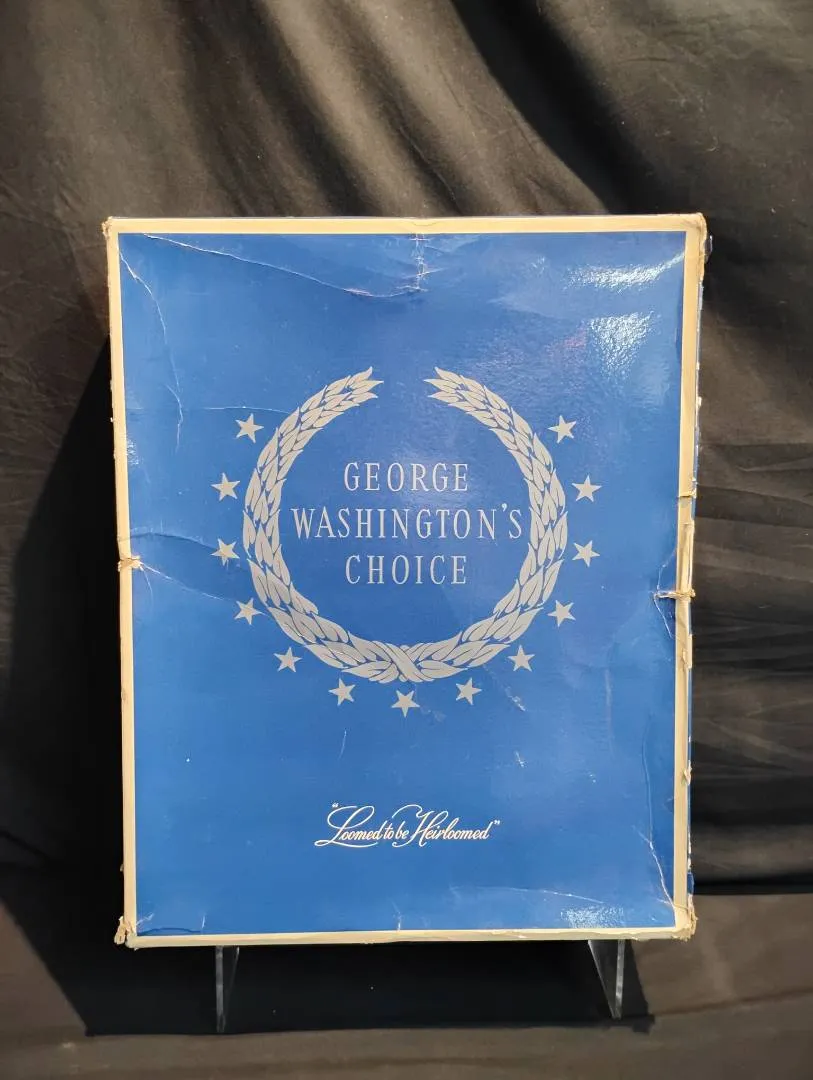 GEORGE
WASHINGTON'S
CHOICE
"Loomed to be Heirloomed"